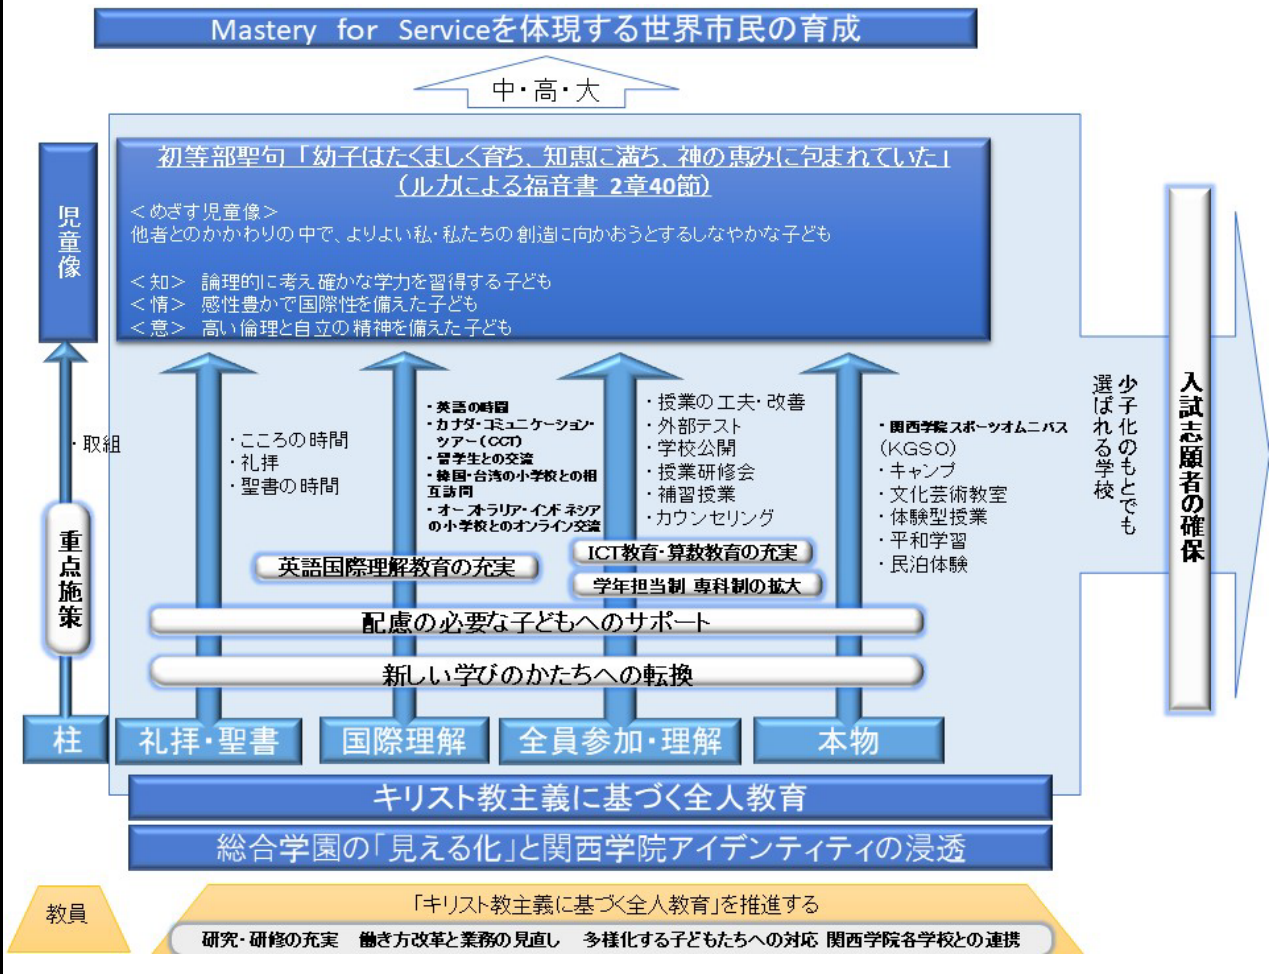 Mastery for Serviceを体現する世界市民の育成
中・高・大
児童像
初等部聖句「幼子はたくましく育ち、知恵に満ち、神の恵みに包まれていた」
（ルカによる福音書 2章40節）
＜めざす児童像＞
他者とのかかわりの中で、よりよい私・私たちの創造に向かおうとするしなやかな子ども
＜知＞ 論理的に考え確かな学力を習得する子ども
＜情＞ 感性豊かで国際性を備えた子ども
＜意＞ 高い倫理と自立の精神を備えた子ども
・取組
・こころの時間
・礼拝
・聖書の時間
・英語の時間
・カナダ・コミュニケーション・
ツアー(CCT)
・留学生との交流
・韓国・台湾の小学校との相
互訪問
・オーストラリア・インドネシア
の小学校とのオンライン交流
・授業の工夫・改善
・外部テスト
・学校公開
・授業研修会
・補習授業
・カウンセリング
・関西学院スポーツオムニバス
(KGSO)
・キャンプ
・文化芸術教室
・体験型授業
・平和学習
・民泊体験
少子化のもとでも
選ばれる学校
入試志願者の確保
重点施策
英語国際理解教育の充実
ICT教育・算数教育の充実
学年担当制 専科制の拡大
配慮の必要な子どもへのサポート
新しい学びのかたちへの転換
柱
礼拝・聖書
国際理解
全員参加・理解
本物
キリスト教主義に基づく全人教育
総合学園の「見える化」と関西学院アイデンティティの浸透
教員
「キリスト教主義に基づく全人教育」を推進する
研究・研修の充実 働き方改革と業務の見直し 多様化する子どもたちへの対応 関西学院各学校との連携